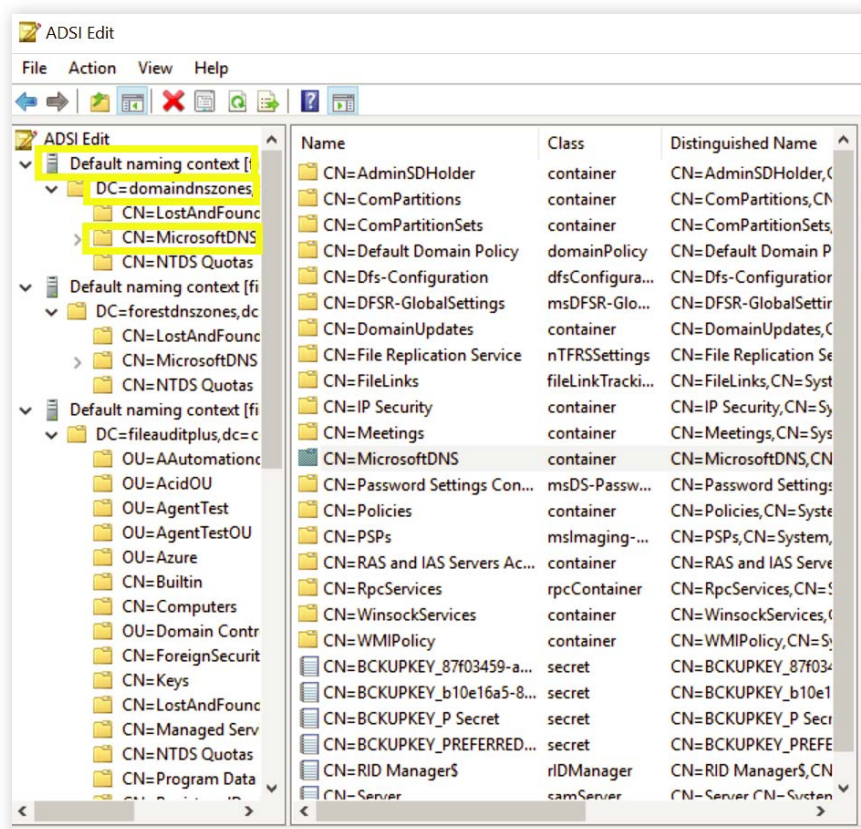 ADSI Edit
File Action View Help
ADSI Edit
Default naming context [f
DC=domaindnszones,
CN=LostAndFound
CN=MicrosoftDNS
CN=NTDS Quotas
Default naming context [fi
DC=forestdnszones,dc
CN=LostAndFound
CN=MicrosoftDNS
CN=NTDS Quotas
Default naming context [fi
DC=fileauditplus,dc=c
OU=AAutomationc
OU=AcidOU
OU=AgentTest
OU=AgentTestOU
OU=Azure
CN=Builtin
CN=Computers
OU=Domain Contr
CN=ForeignSecurit
CN=Keys
CN=LostAndFound
CN=Managed Serv
CN=NTDS Quotas
CN=Program Data
Name Class Distinguished Name
CN=AdminSDHolder container CN=AdminSDHolder,C
CN=ComPartitions container CN=ComPartitions,CN
CN=ComPartitionSets container CN=ComPartitionSets,
CN=Default Domain Policy domainPolicy CN=Default Domain P
CN=Dfs-Configuration dfsConfigura... CN=Dfs-Configuration
CN=DFSR-GlobalSettings msDFSR-Glo... CN=DFSR-GlobalSettin
CN=DomainUpdates container CN=DomainUpdates,C
CN=File Replication Service nTFRSSettings CN=File Replication Se
CN=FileLinks fileLinkTracki... CN=FileLinks,CN=Syst
CN=IP Security container CN=IP Security,CN=Sy
CN=Meetings container CN=Meetings,CN=Sys
CN=MicrosoftDNS container CN=MicrosoftDNS,CN
CN=Password Settings Con... msDS-Passw... CN=Password Settings
CN=Policies container CN=Policies,CN=Syste
CN=PSPs msImaging-... CN=PSPs,CN=System,
CN=RAS and IAS Servers Ac... container CN=RAS and IAS Serve
CN=RpcServices rpcContainer CN=RpcServices,CN=S
CN=WinsockServices container CN=WinsockServices,C
CN=WMIPolicy container CN=WMIPolicy,CN=Sy
CN=BCKUPKEY_87f03459-a... secret CN=BCKUPKEY_87f034
CN=BCKUPKEY_b10e16a5-8... secret CN=BCKUPKEY_b10e1
CN=BCKUPKEY_P Secret secret CN=BCKUPKEY_P Secr
CN=BCKUPKEY_PREFERRED... secret CN=BCKUPKEY_PREFE
CN=RID Manager$ rIDManager CN=RID Manager$,CN
CN=Server samServer CN=Server,CN=System